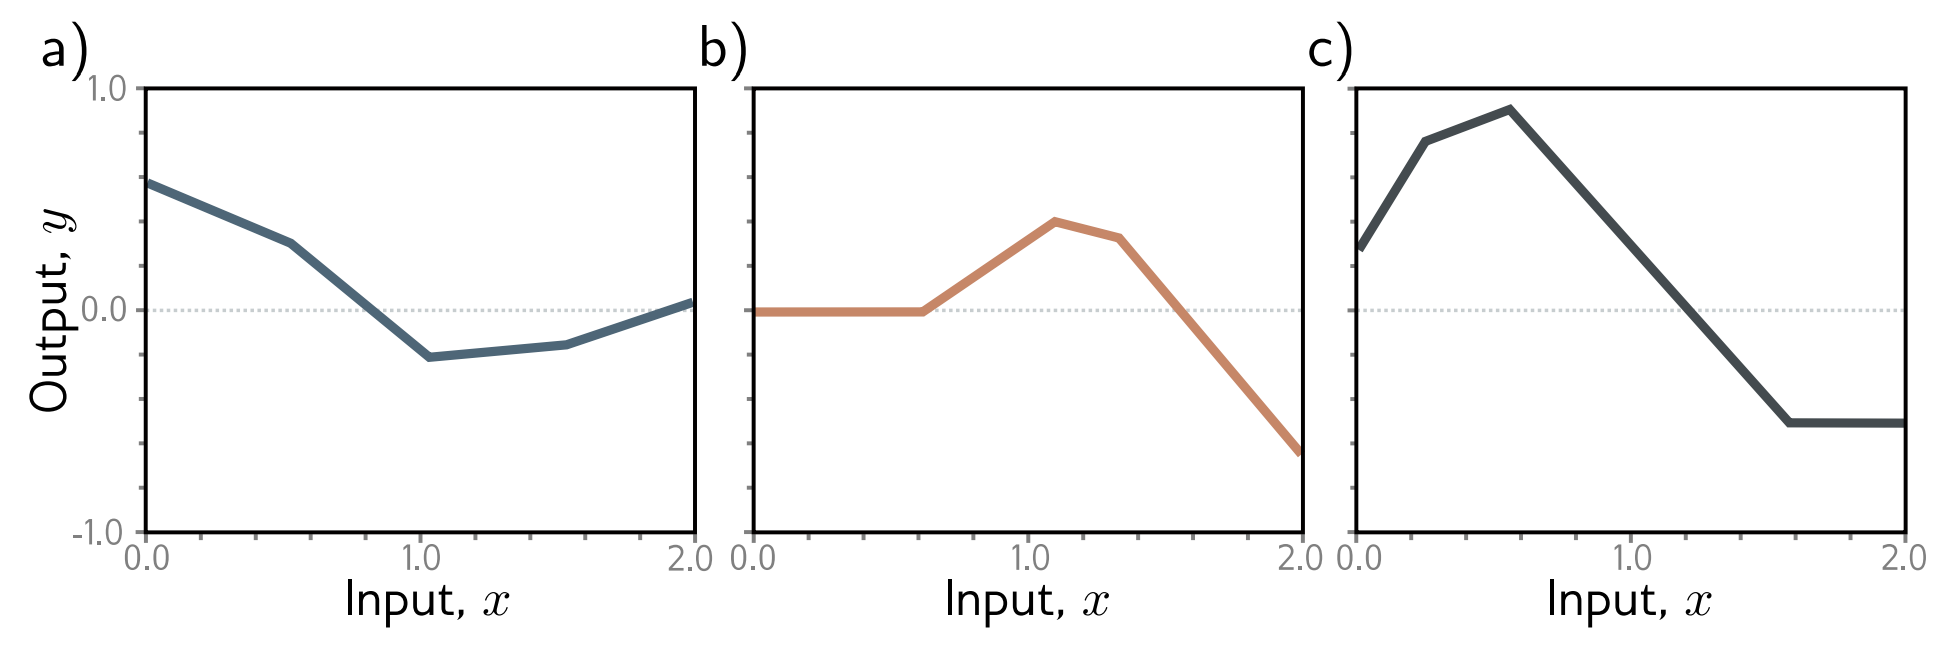 a) b) c)
1.0
Output, y
0.0
-1.0
0.0 1.0 2.0 0.0 1.0 2.0 0.0 1.0 2.0
Input, x Input, x Input, x